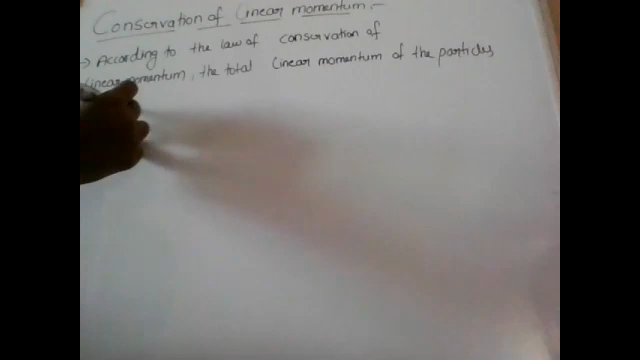 Conservation of Linear momentum :-
→ According to the law of conservation of
Linear momentum, the total Linear momentum of the particles